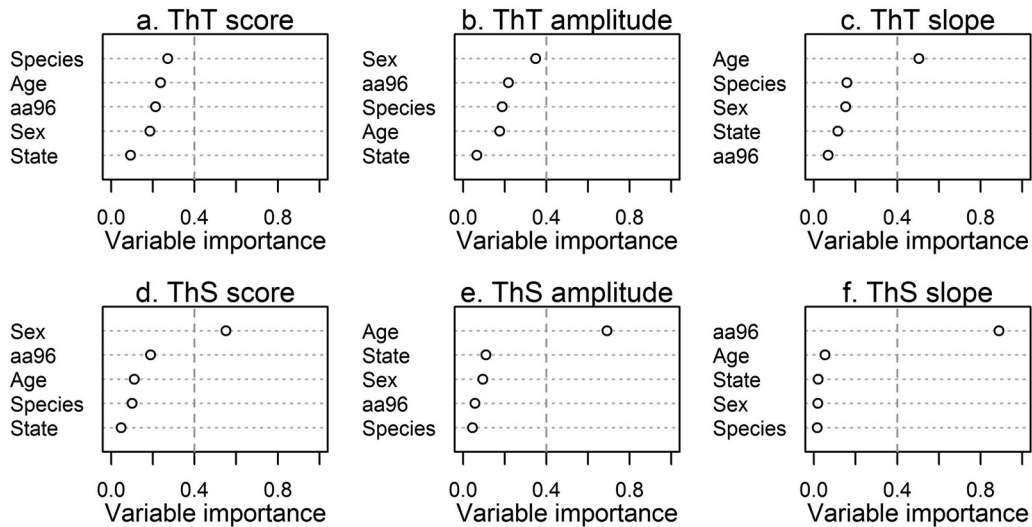 a. ThT score
Species
Age
aa96
Sex
State
0.0 0.4 0.8
Variable importance
b. ThT amplitude
Sex
aa96
Species
Age
State
0.0 0.4 0.8
Variable importance
c. ThT slope
Age
Species
Sex
State
aa96
0.0 0.4 0.8
Variable importance
d. ThS score
Sex
aa96
Age
Species
State
0.0 0.4 0.8
Variable importance
e. ThS amplitude
Age
State
Sex
aa96
Species
0.0 0.4 0.8
Variable importance
f. ThS slope
aa96
Age
State
Sex
Species
0.0 0.4 0.8
Variable importance